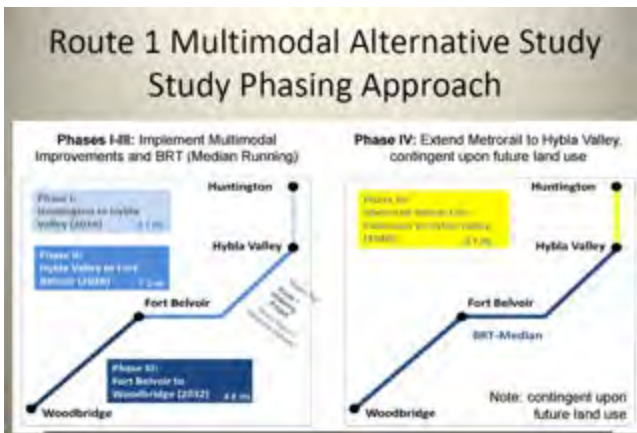 Route 1 Multimodal Alternative Study
Study Phasing Approach
Phases I-III: Implement Multimodal
Improvements and BRT (Median Running)
Phase I:
Huntington to Hybla
Valley
Phase II:
Hybla Valley to Fort
Belvoir
Phase III:
Fort Belvoir to
Woodbridge (2032)
Huntington
Hybla Valley
Fort Belvoir
Woodbridge
Phase IV: Extend Metrorail to Hybla Valley,
contingent upon future land use
Huntington
Hybla Valley
Fort Belvoir
BRT-Median
Woodbridge
Note: contingent upon
future land use